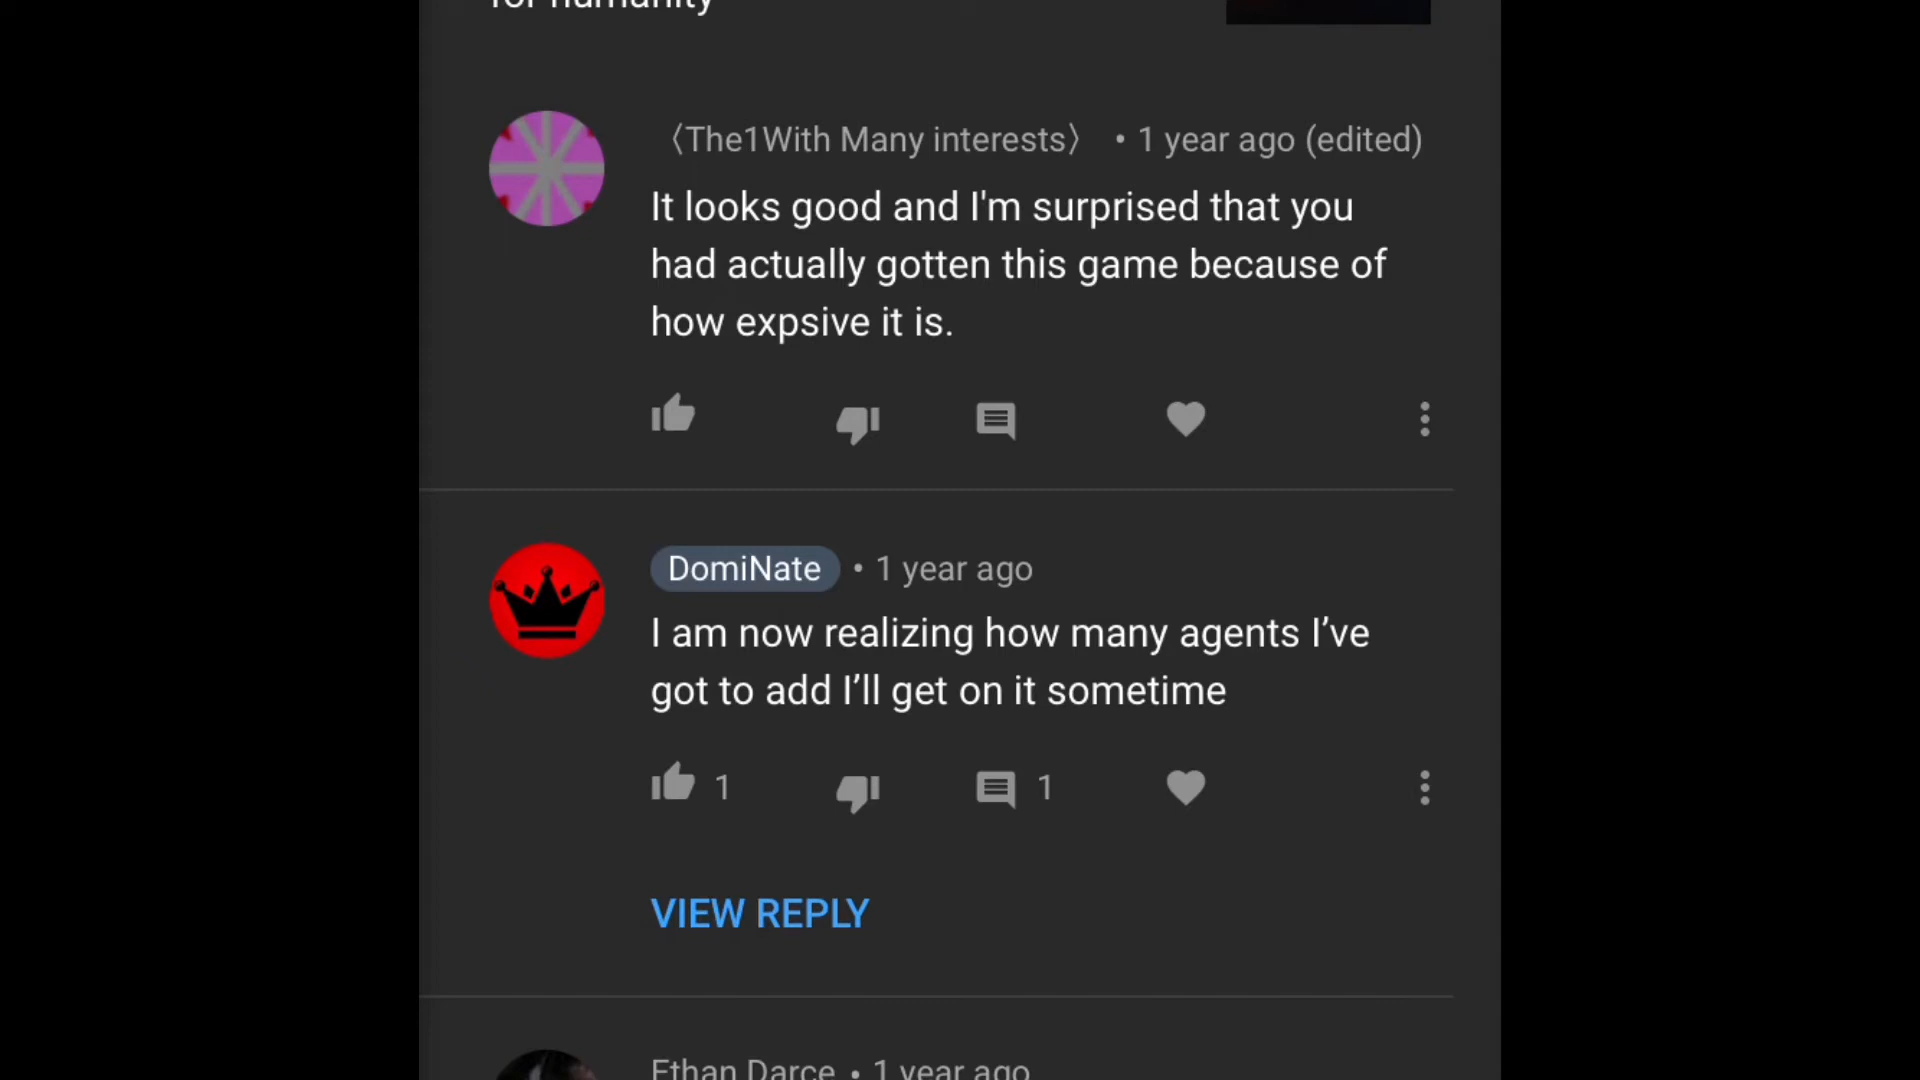 for humanity
〈The1With Many interests〉 • 1 year ago (edited)
It looks good and I'm surprised that you
had actually gotten this game because of
how expsive it is.
DomiNate • 1 year ago
I am now realizing how many agents I’ve
got to add I’ll get on it sometime
1 1
VIEW REPLY
Ethan Darce • 1 year ago